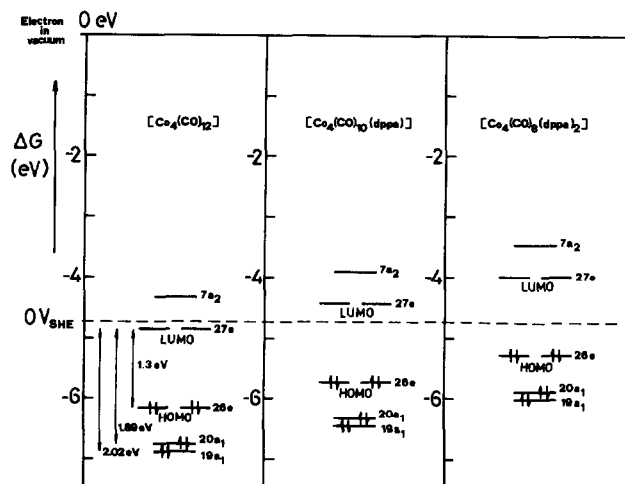 Electron in vacuum
0 eV
[Co₄(CO)₁₂]
[Co₄(CO)₁₀(dppa)]
[Co₄(CO)₈(dppa)₂]
ΔG
(eV)
-2
-2
-2
7a₂
7a₂
7a₂
-4
-4
-4
27e
27e
27e
LUMO
LUMO
LUMO
0 V_SHE
1.3 eV
26e
26e
26e
HOMO
HOMO
HOMO
-6
-6
-6
1.89 eV
20a₁
20a₁
20a₁
2.02 eV
19a₁
19a₁
19a₁